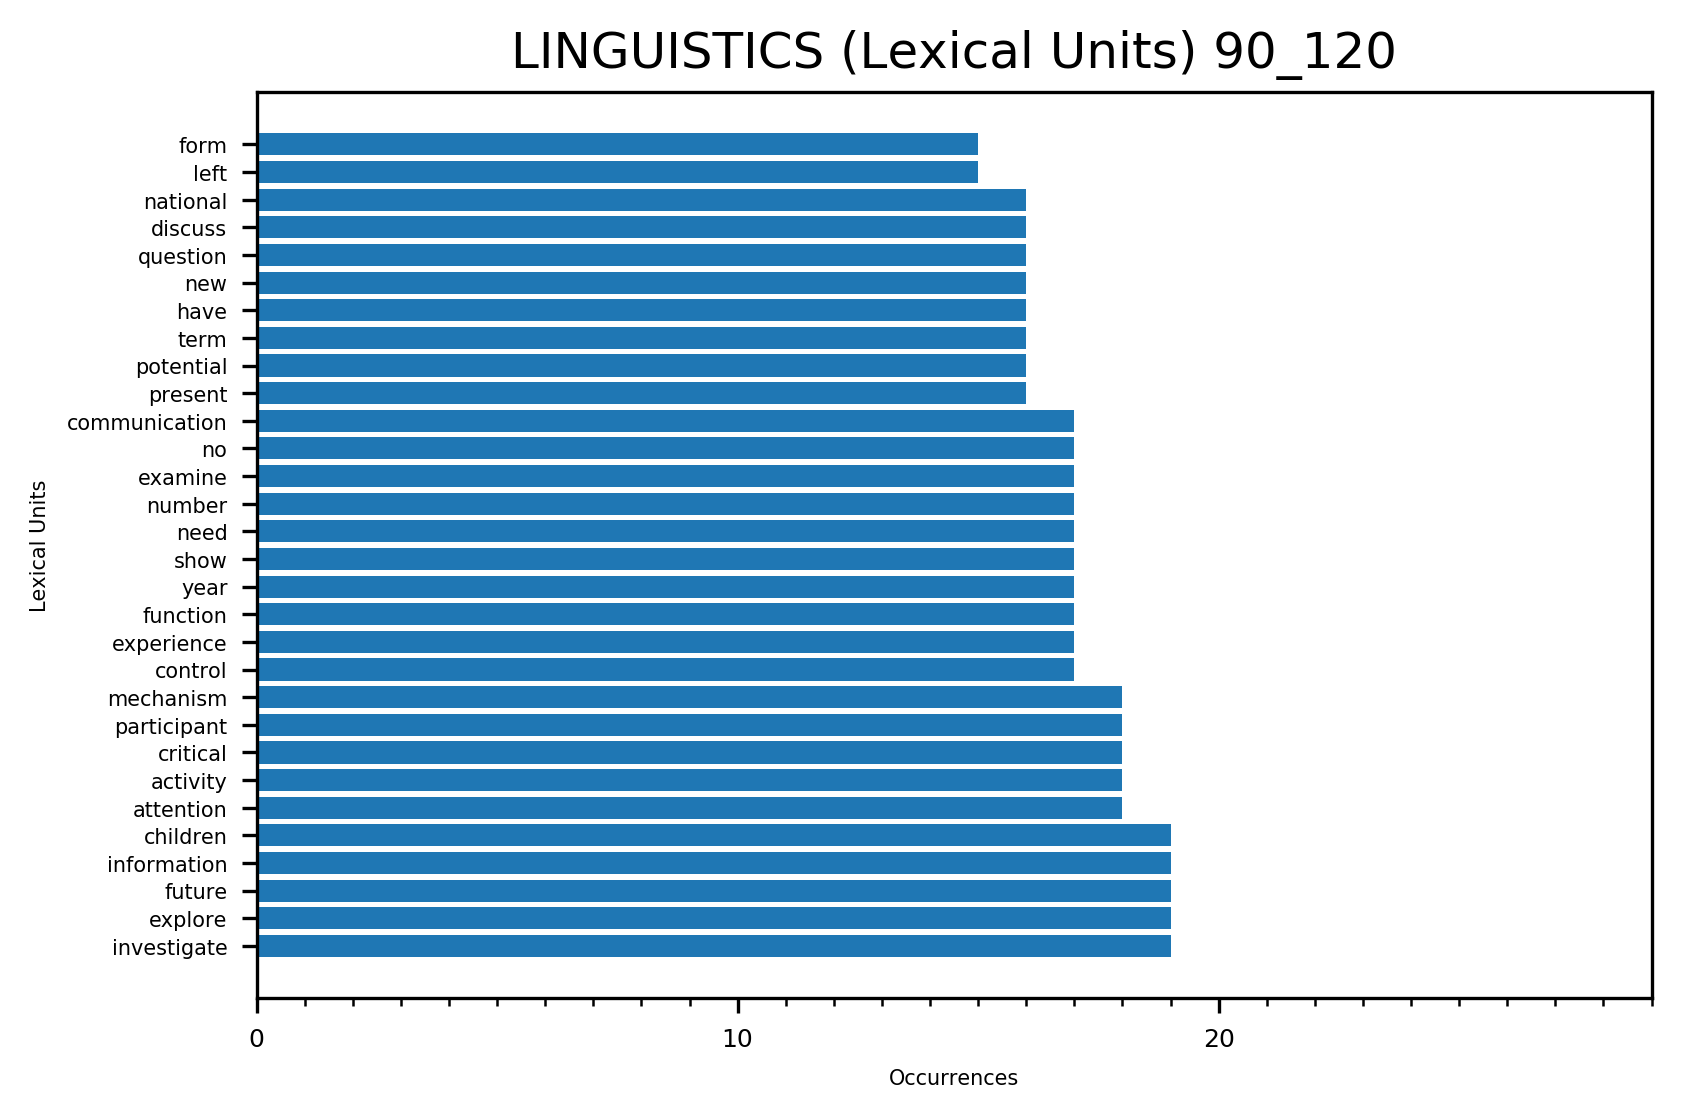 LINGUISTICS (Lexical Units) 90_120
form
left
national
discuss
question
new
have
term
potential
present
communication
no
examine
number
need
show
year
function
experience
control
mechanism
participant
critical
activity
attention
children
information
future
explore
investigate
Lexical Units
0 10 20
Occurrences